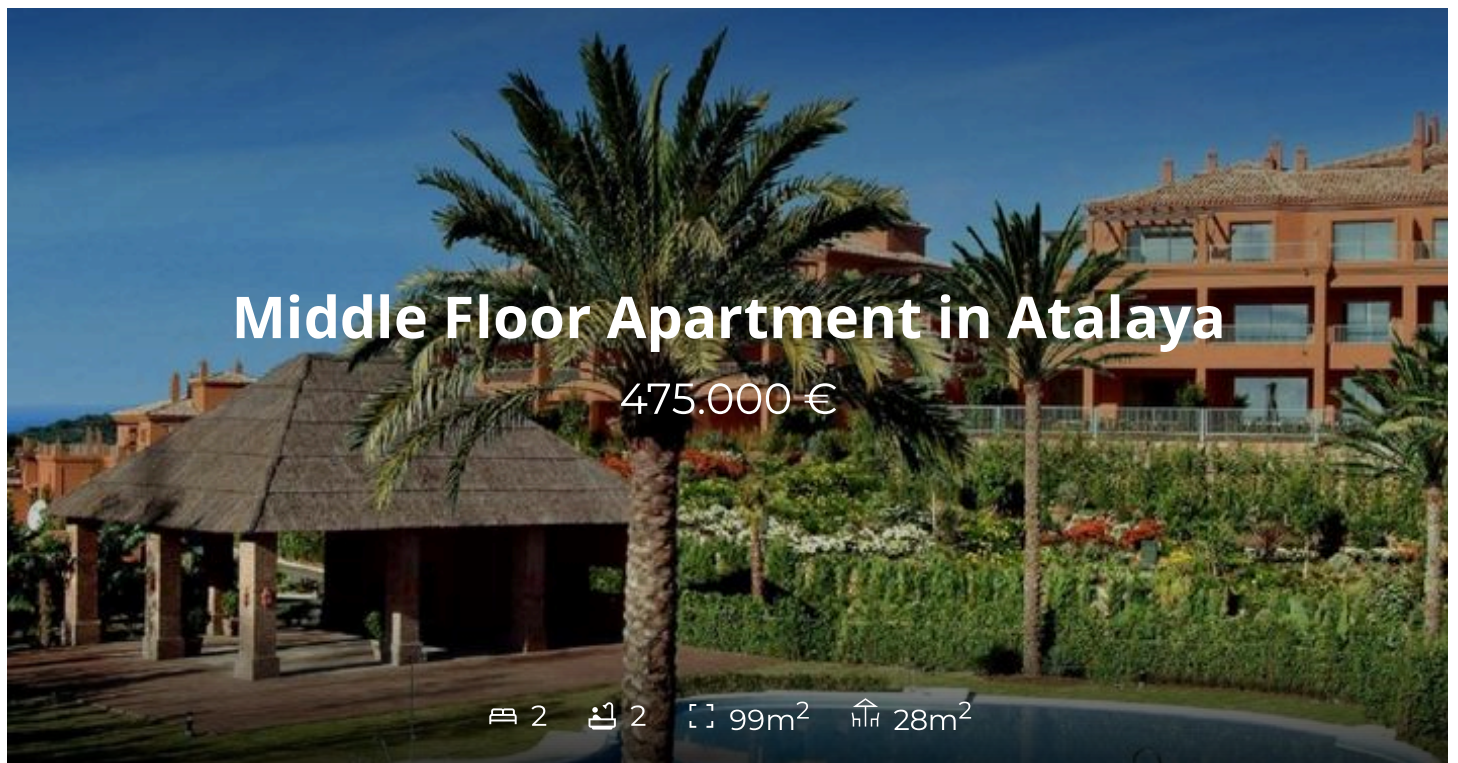 Middle Floor Apartment in Atalaya
475.000 €
2 2 99m² 28m²